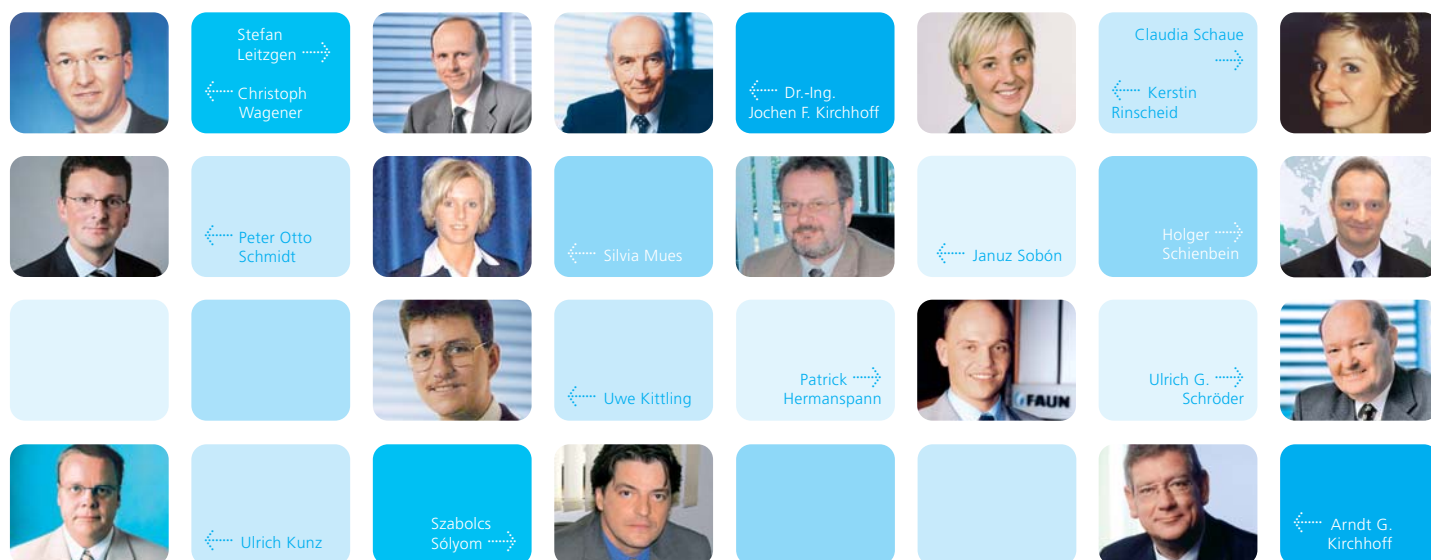 Stefan
Leitzgen
Christoph
Wagener
Dr.-Ing.
Jochen F. Kirchhoff
Claudia Schaue
Kerstin
Rinscheid
Peter Otto
Schmidt
Silvia Mues
Januz Sobón
Holger
Schienbein
Uwe Kittling
Patrick
Hermanspann
FAUN
Ulrich G.
Schröder
Ulrich Kunz
Szabolcs
Sólyom
Arndt G.
Kirchhoff